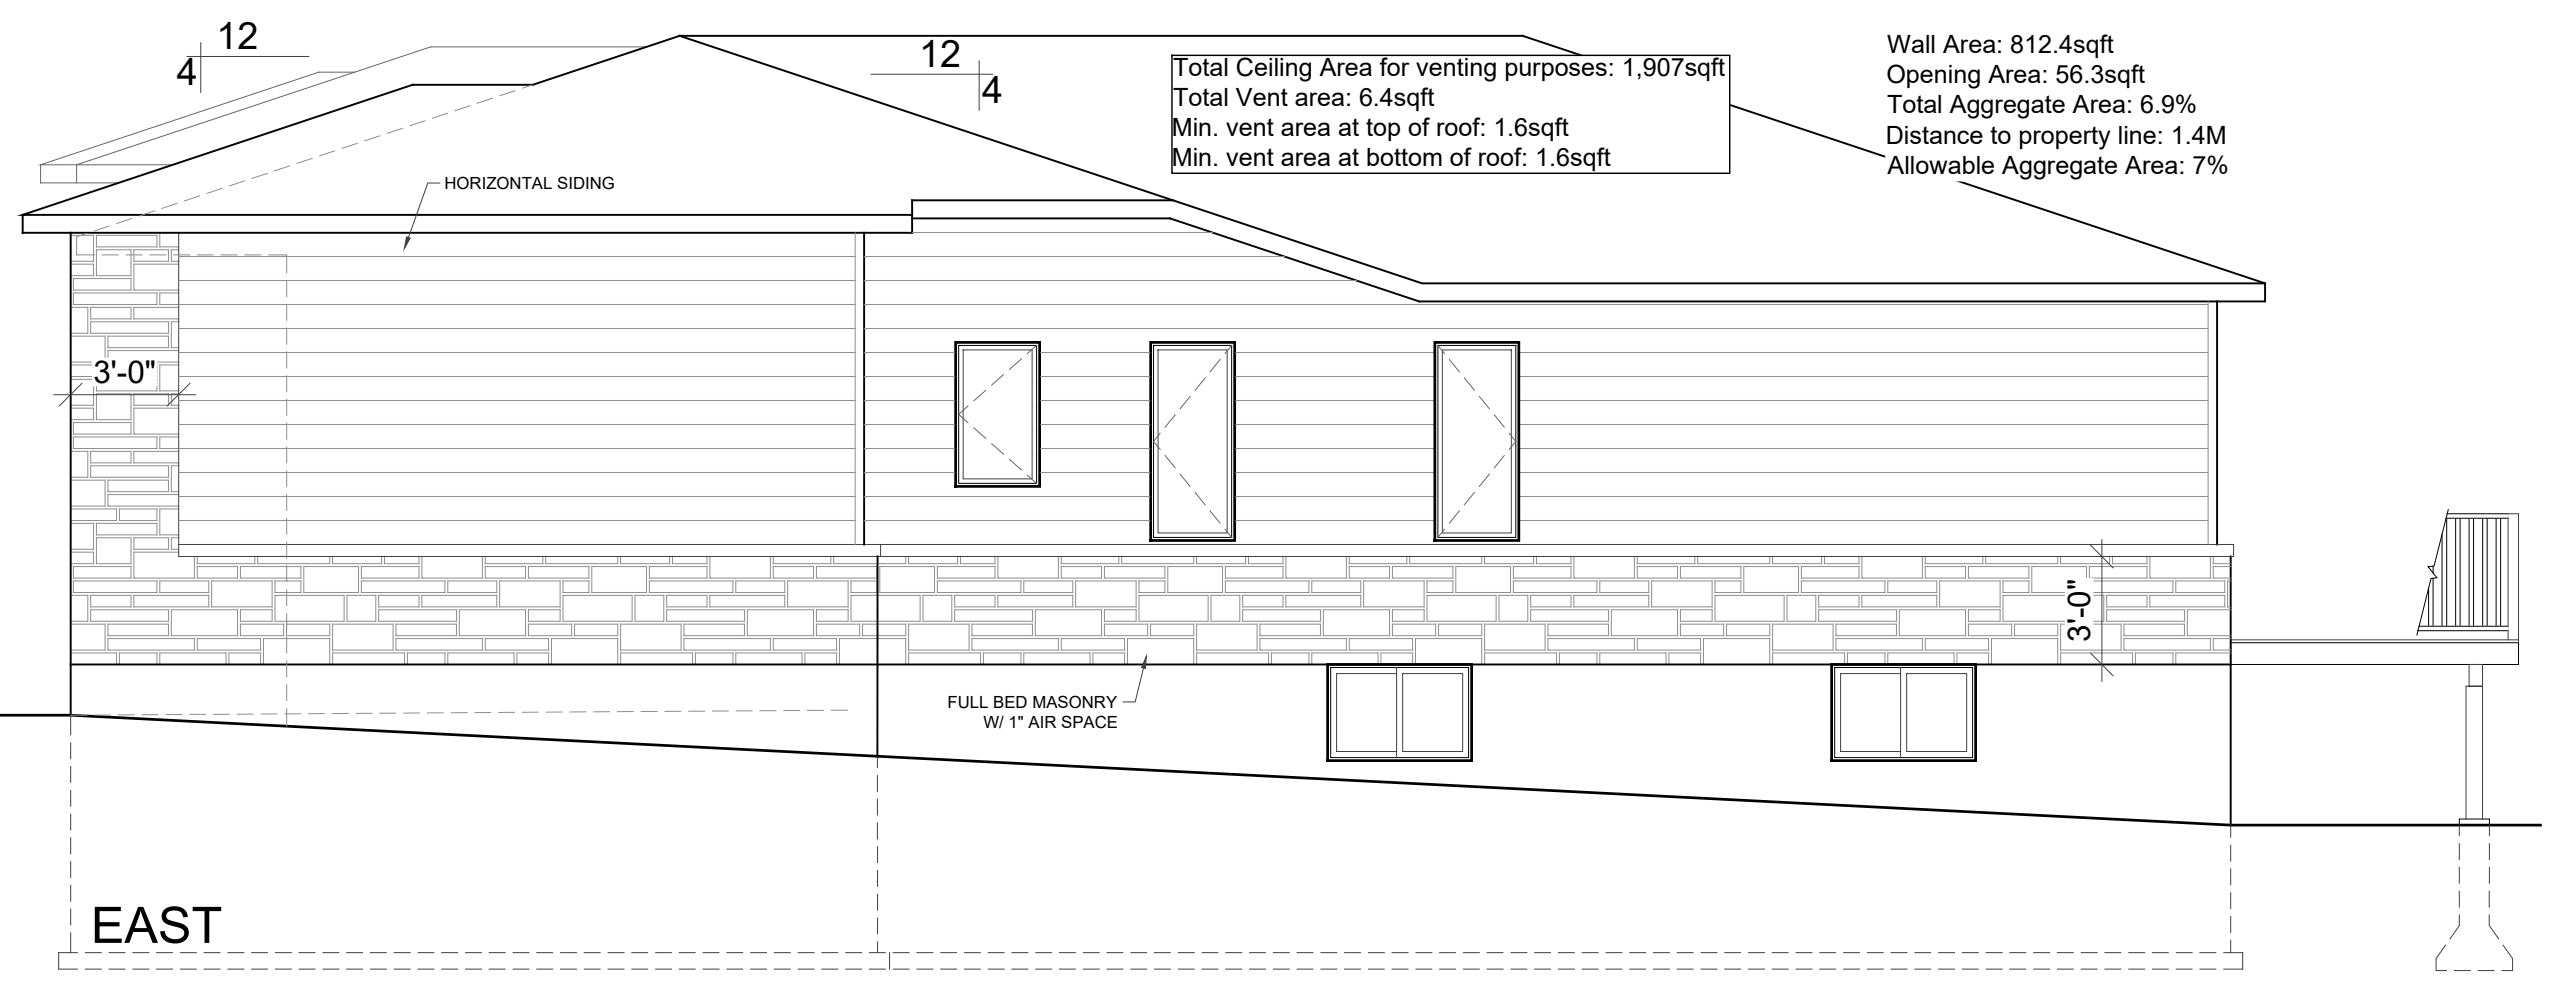 12
4
12
4
Total Ceiling Area for venting purposes: 1,907sqft
Total Vent area: 6.4sqft
Min. vent area at top of roof: 1.6sqft
Min. vent area at bottom of roof: 1.6sqft
Wall Area: 812.4sqft
Opening Area: 56.3sqft
Total Aggregate Area: 6.9%
Distance to property line: 1.4M
Allowable Aggregate Area: 7%
HORIZONTAL SIDING
3'-0"
3'-0"
FULL BED MASONRY
W/ 1" AIR SPACE
EAST